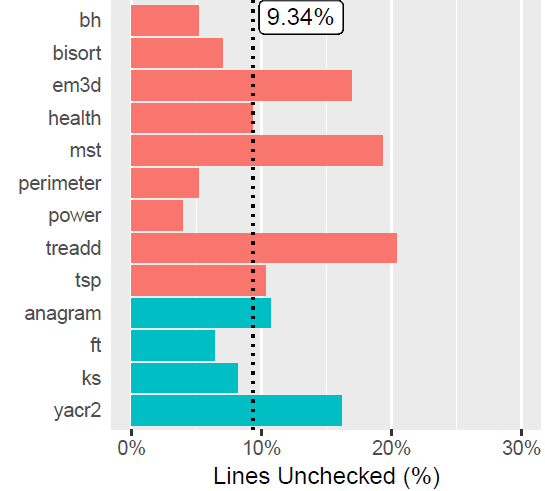 bh
9.34%
bisort
em3d
health
mst
perimeter
power
treadd
tsp
anagram
ft
ks
yacr2
0% 10% 20% 30%
Lines Unchecked (%)